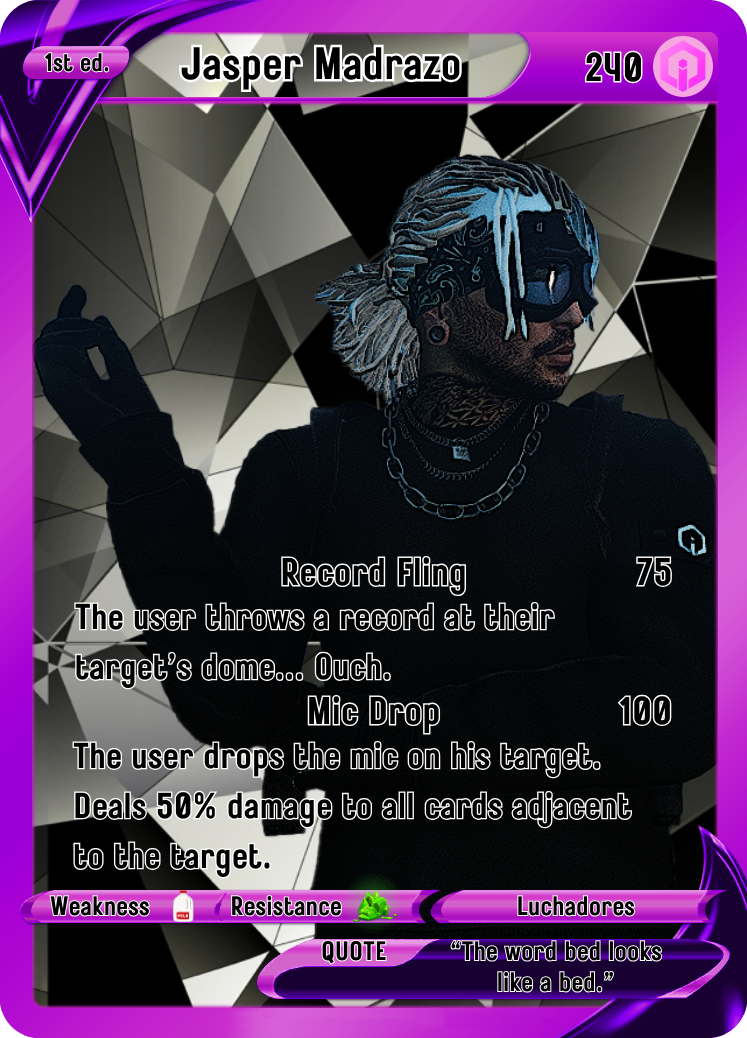 1st ed.
Jasper Madrazo
240
Record Fling 75
The user throws a record at their
target's dome... Ouch.
Mic Drop 100
The user drops the mic on his target.
Deals 50% damage to all cards adjacent
to the target.
Weakness MILK Resistance Luchadores
QUOTE
“The word bed looks
like a bed.”